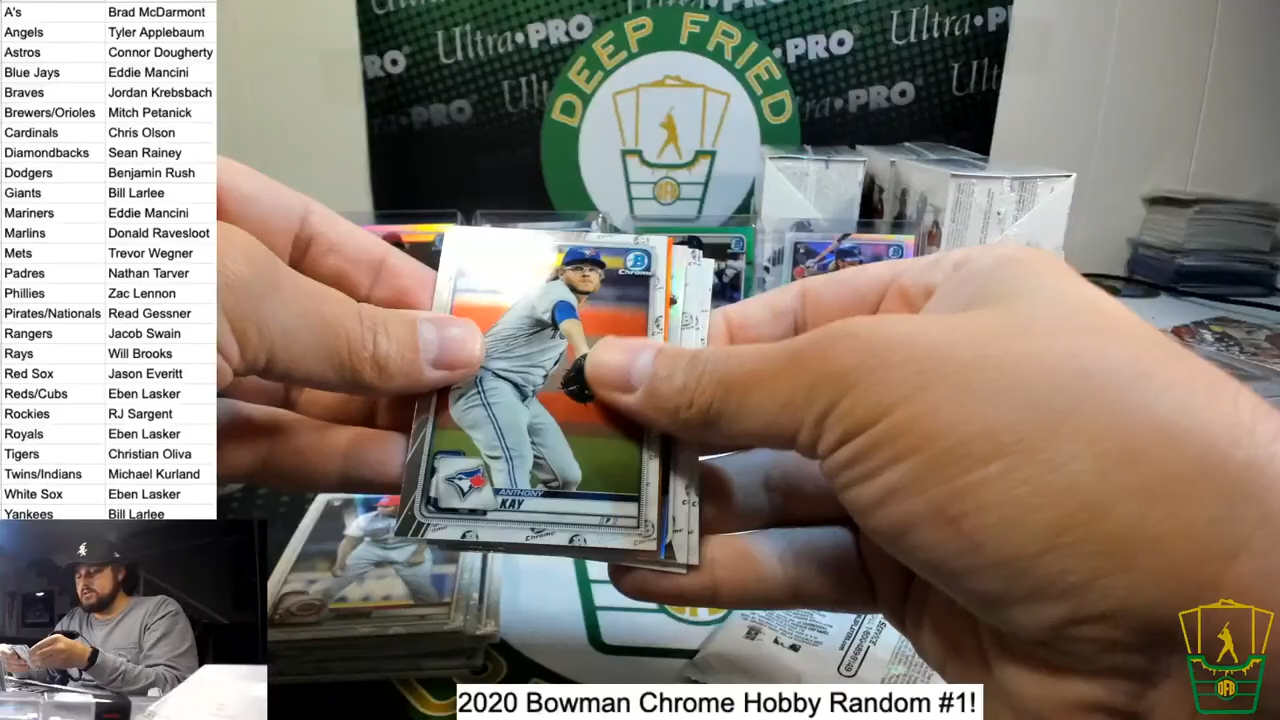 A's Brad McDarmont
Angels Tyler Applebaum
Astros Connor Dougherty
Blue Jays Eddie Mancini
Braves Jordan Krebsbach
Brewers/Orioles Mitch Petanick
Cardinals Chris Olson
Diamondbacks Sean Rainey
Dodgers Benjamin Rush
Giants Bill Larlee
Mariners Eddie Mancini
Marlins Donald Ravesloot
Mets Trevor Wegner
Padres Nathan Tarver
Phillies Zac Lennon
Pirates/Nationals Read Gessner
Rangers Jacob Swain
Rays Will Brooks
Red Sox Jason Everitt
Reds/Cubs Eben Lasker
Rockies RJ Sargent
Royals Eben Lasker
Tigers Christian Oliva
Twins/Indians Michael Kurland
White Sox Eben Lasker
Yankees Bill Larlee
Ultra•PRO
DEEP FRIED
B
Chrome
ANTHONY
KAY
P
Chrome
2020 Bowman Chrome Hobby Random #1!